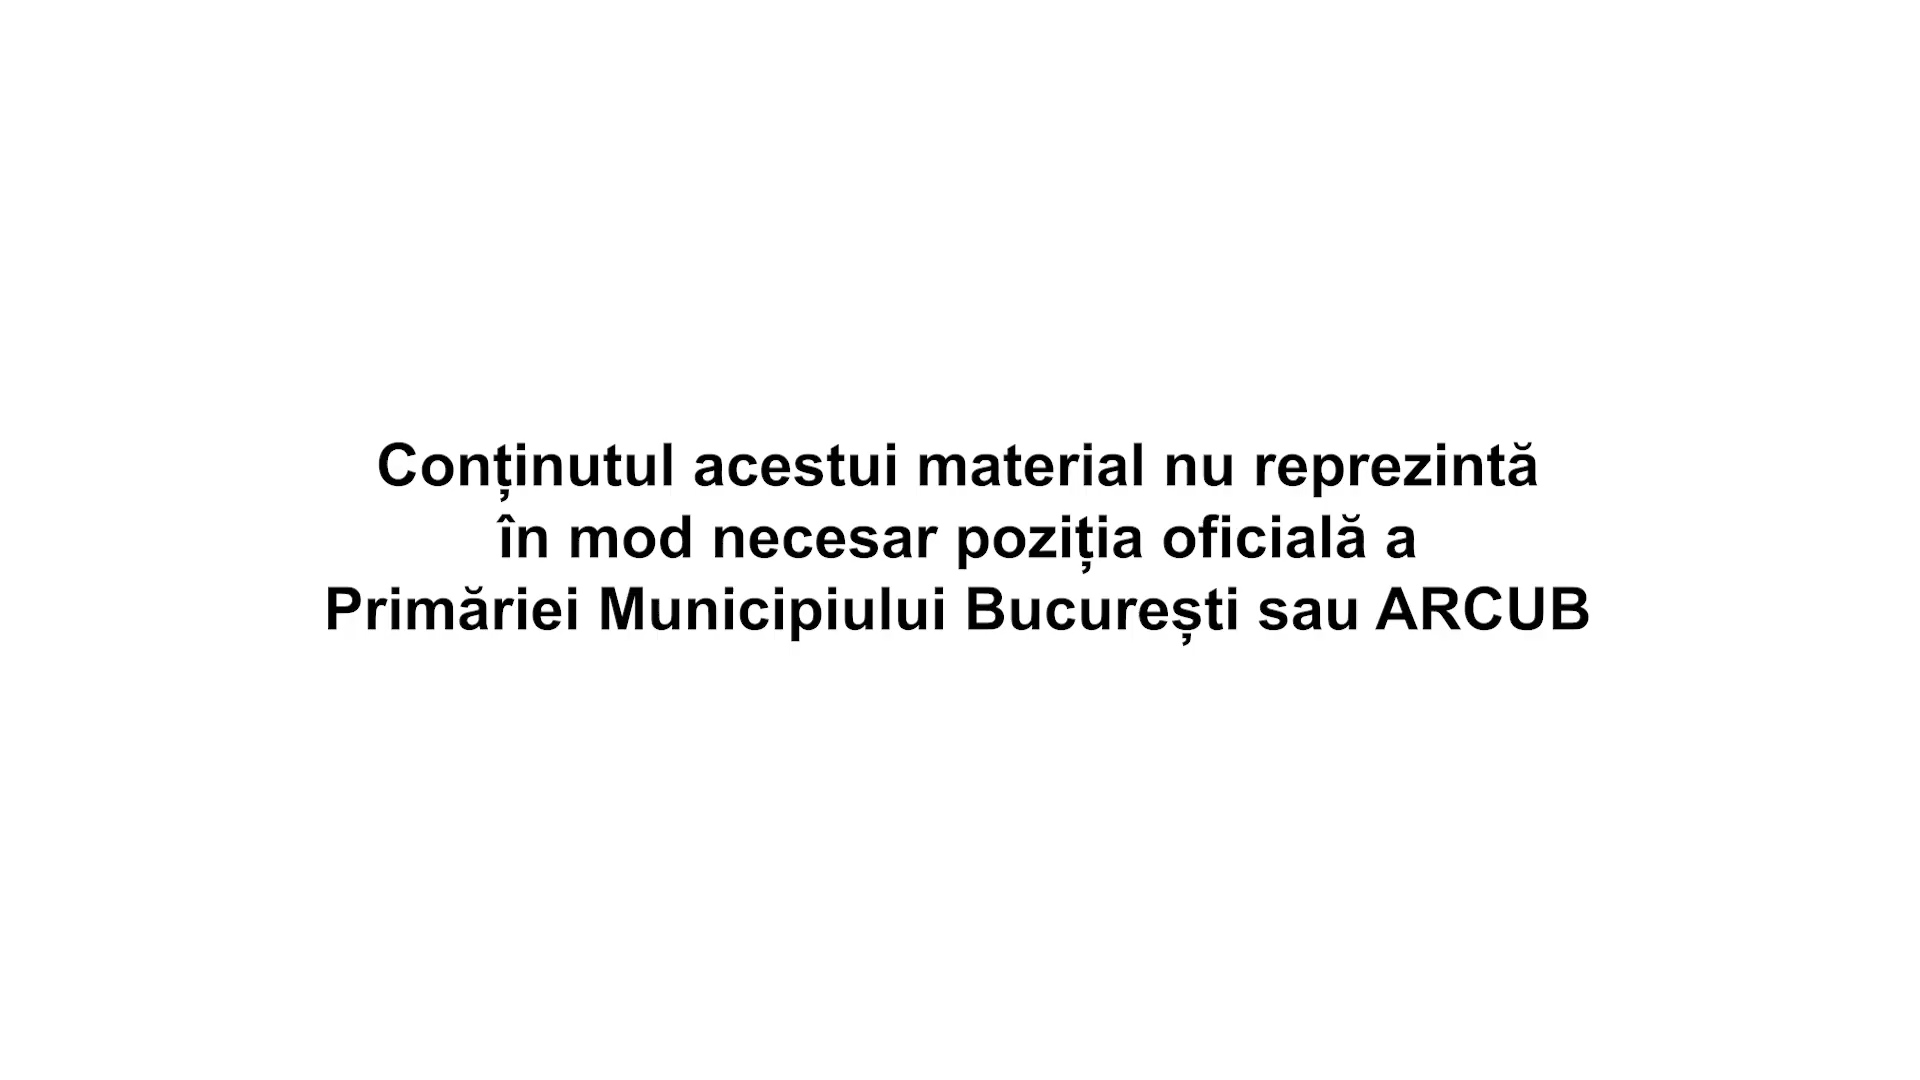 Conținutul acestui material nu reprezintă
în mod necesar poziția oficială a
Primăriei Municipiului București sau ARCUB